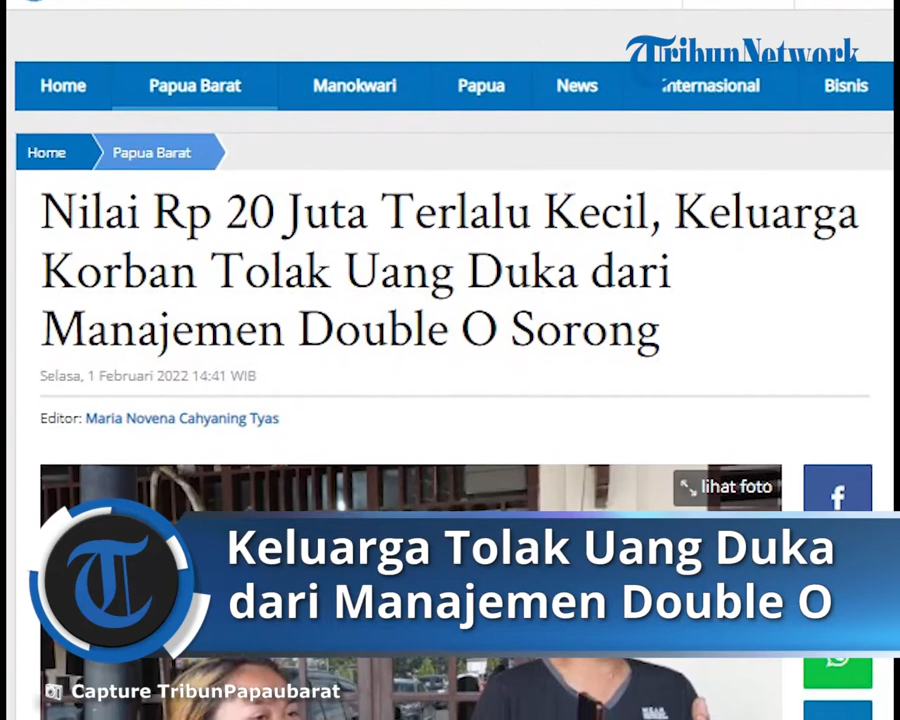 TribunNetwork
Home Papua Barat Manokwari Papua News Internasional Bisnis
Home Papua Barat
Nilai Rp 20 Juta Terlalu Kecil, Keluarga
Korban Tolak Uang Duka dari
Manajemen Double O Sorong
Selasa, 1 Februari 2022 14:41 WIB
Editor: Maria Novena Cahyaning Tyas
lihat foto
f
Keluarga Tolak Uang Duka
dari Manajemen Double O
Capture TribunPapaubarat